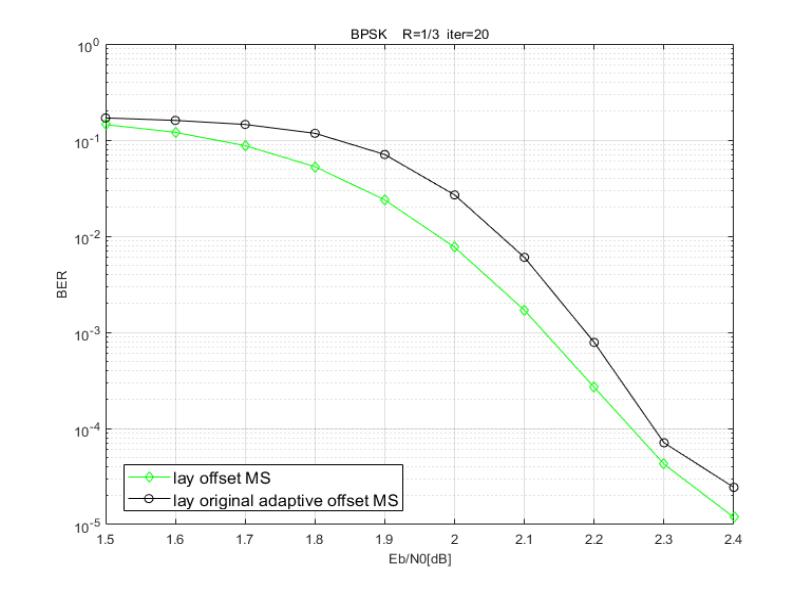 BPSK R=1/3 iter=20
10^0
10^-1
10^-2
10^-3
10^-4
10^-5
BER
lay offset MS
lay original adaptive offset MS
1.5 1.6 1.7 1.8 1.9 2 2.1 2.2 2.3 2.4
Eb/N0[dB]